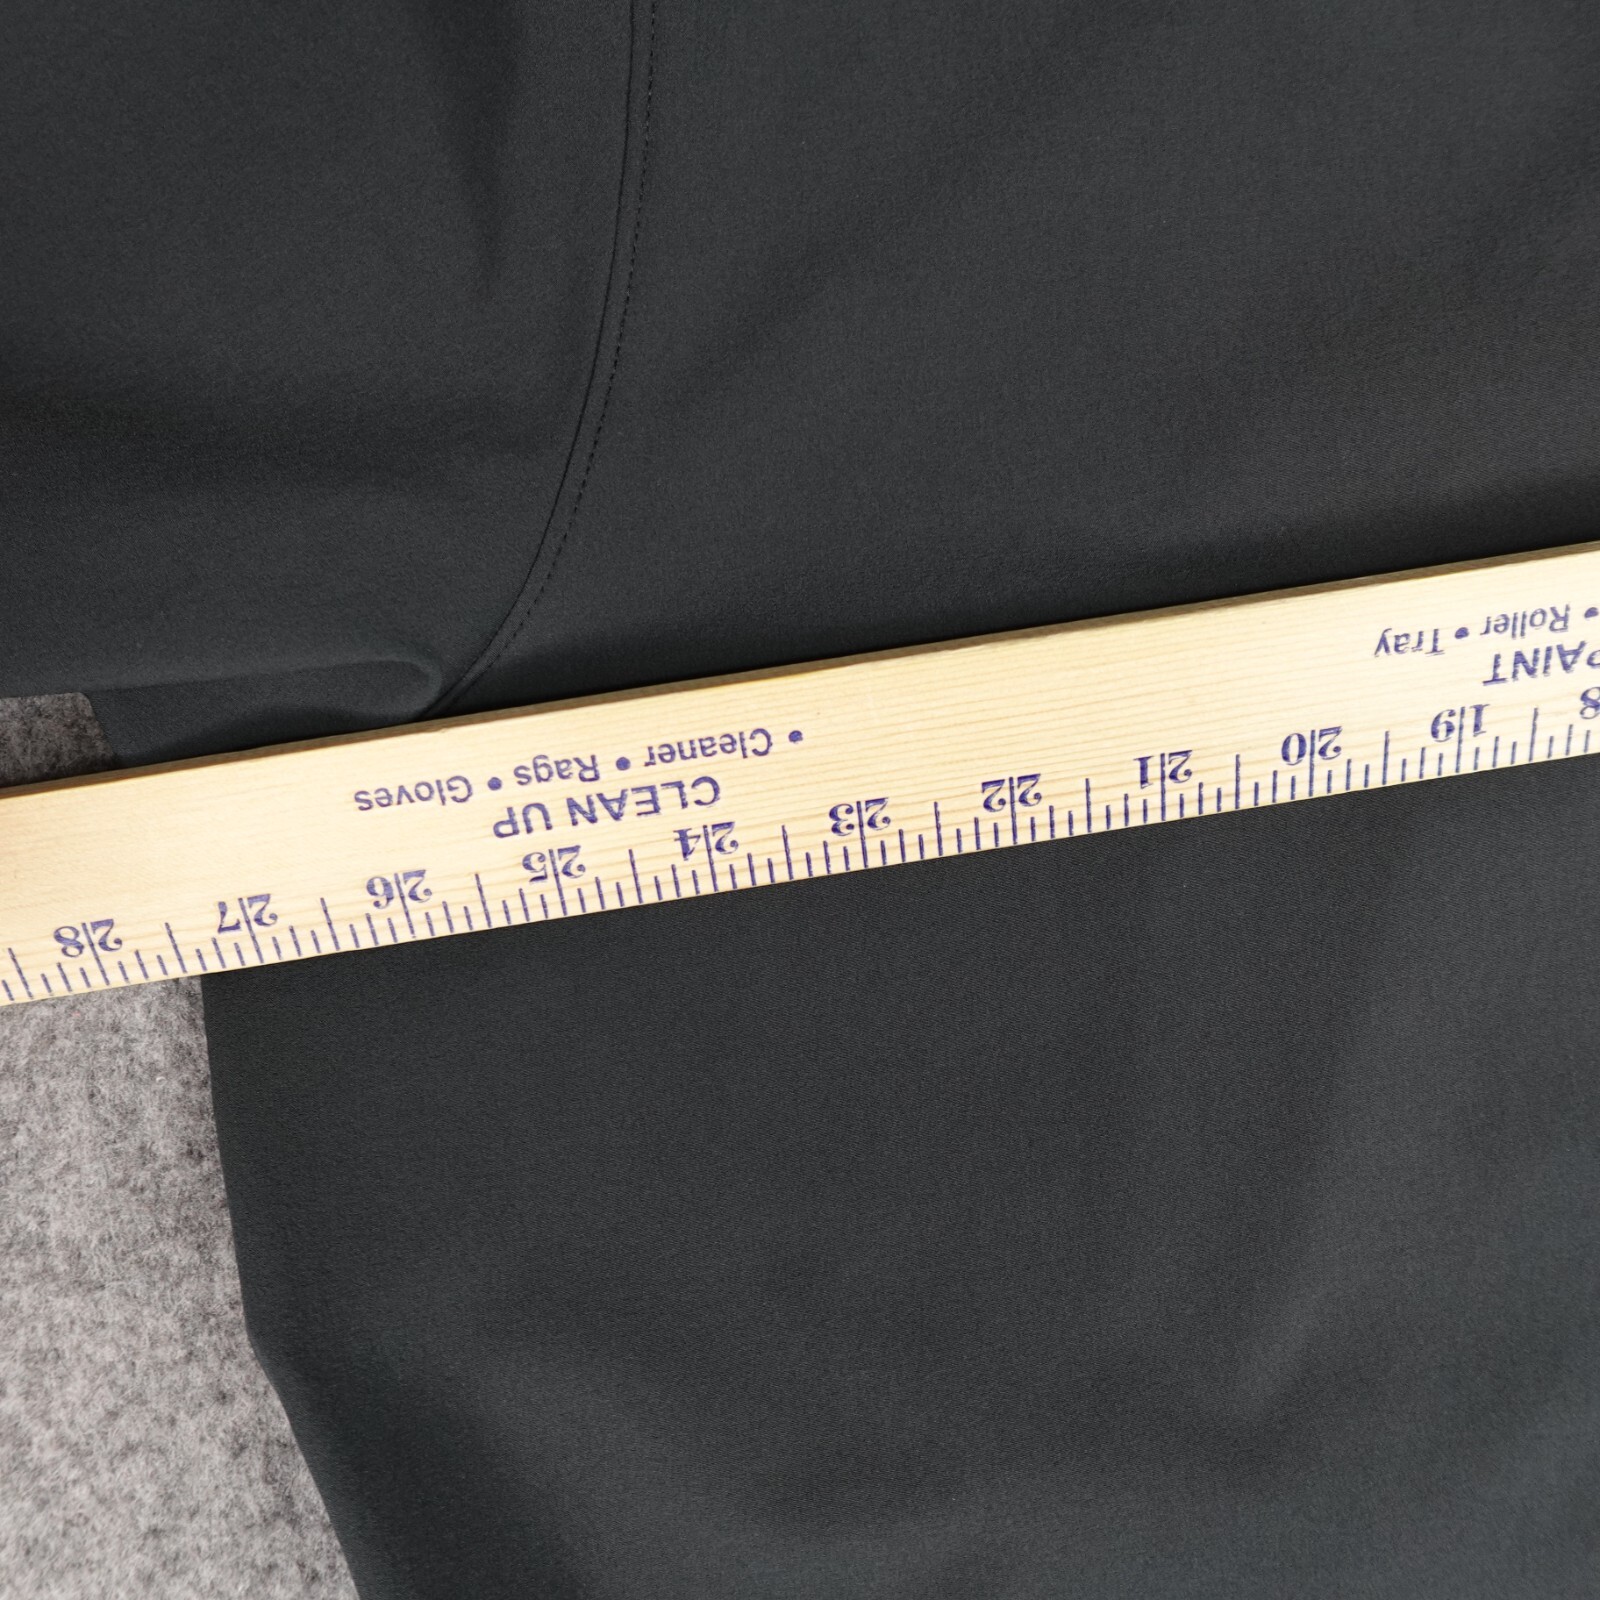 PAINT
• Roller • Tray
CLEAN UP
• Cleaner • Rags • Gloves
19 20 21 22 23 24 25 26 27 28